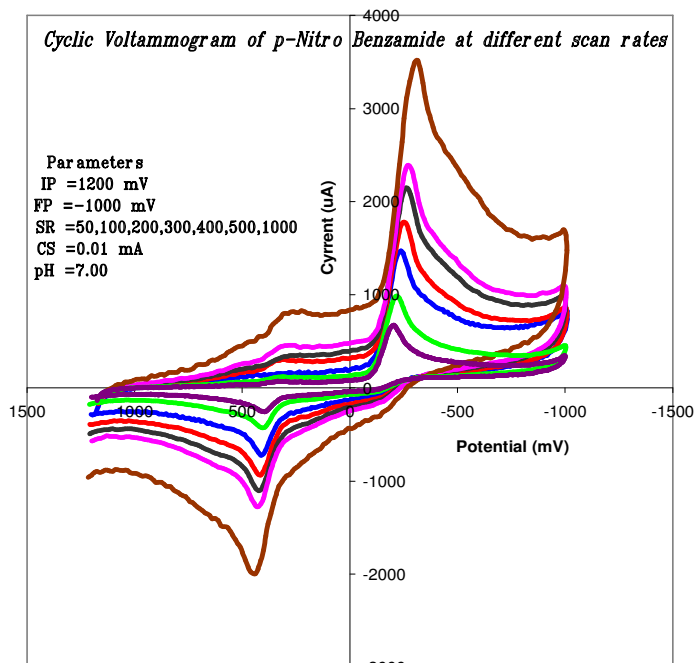 4000
Cyclic Voltammogram of p-Nitro Benzamide at different scan rates
3000
Parameters
IP =1200 mV
FP =-1000 mV
SR =50,100,200,300,400,500,1000
CS =0.01 mA
pH =7.00
2000
Cyrrent (uA)
1000
0
1500 1000 500 0 -500 -1000 -1500
Potential (mV)
-1000
-2000
-3000